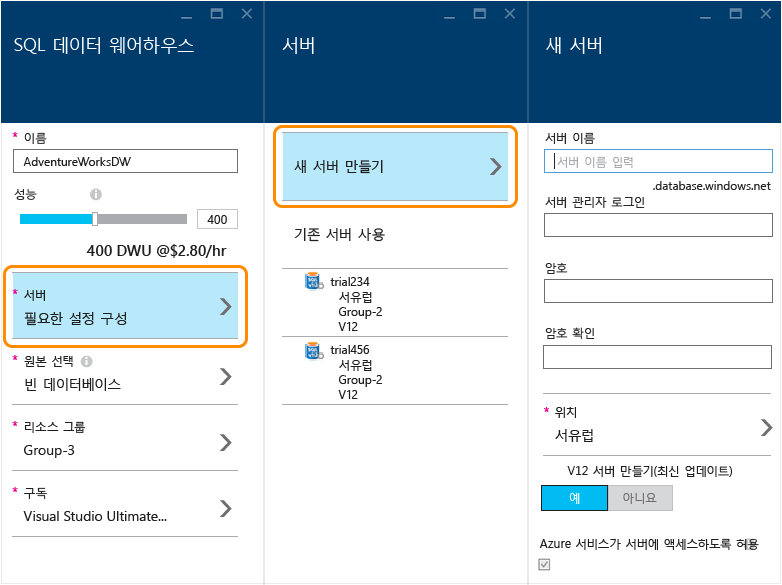 SQL 데이터 웨어하우스
* 이름
AdventureWorksDW
성능
400
400 DWU @$2.80/hr
* 서버
필요한 설정 구성
* 원본 선택
빈 데이터베이스
* 리소스 그룹
Group-3
* 구독
Visual Studio Ultimate...
서버
새 서버 만들기
기존 서버 사용
trial234
서유럽
Group-2
V12
trial456
서유럽
Group-2
V12
새 서버
서버 이름
서버 이름 입력
.database.windows.net
서버 관리자 로그인
암호
암호 확인
* 위치
서유럽
V12 서버 만들기(최신 업데이트)
예
아니요
Azure 서비스가 서버에 액세스하도록 허용